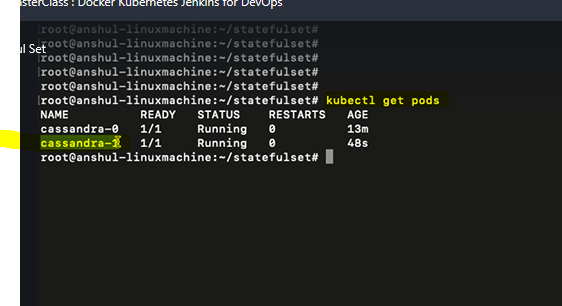 asterClass : Docker Kubernetes Jenkins for DevOps
root@anshul-linuxmachine:~/statefulset#
root@anshul-linuxmachine:~/statefulset#
ul Set
root@anshul-linuxmachine:~/statefulset#
root@anshul-linuxmachine:~/statefulset#
root@anshul-linuxmachine:~/statefulset#
root@anshul-linuxmachine:~/statefulset# kubectl get pods
NAME READY STATUS RESTARTS AGE
cassandra-0 1/1 Running 0 13m
cassandra-1 1/1 Running 0 48s
root@anshul-linuxmachine:~/statefulset#